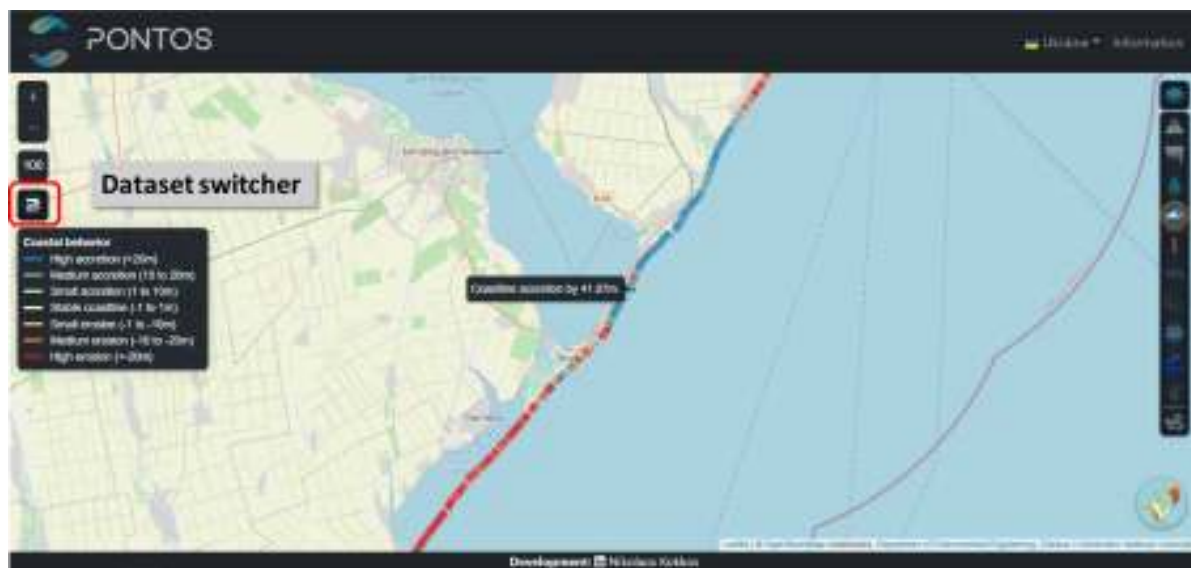 PONTOS
Ukraine Information
+
-
100
Dataset switcher
Coastal behavior
High accretion (>20m)
Medium accretion (10 to 20m)
Small accretion (1 to 10m)
Stable coastline (-1 to 1m)
Small erosion (-1 to -10m)
Medium erosion (-10 to -20m)
High erosion (>-20m)
Coastline accretion by
Development: Nikolaos Kokkos